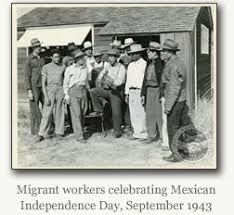 Migrant workers celebrating Mexican
Independence Day, September 1943